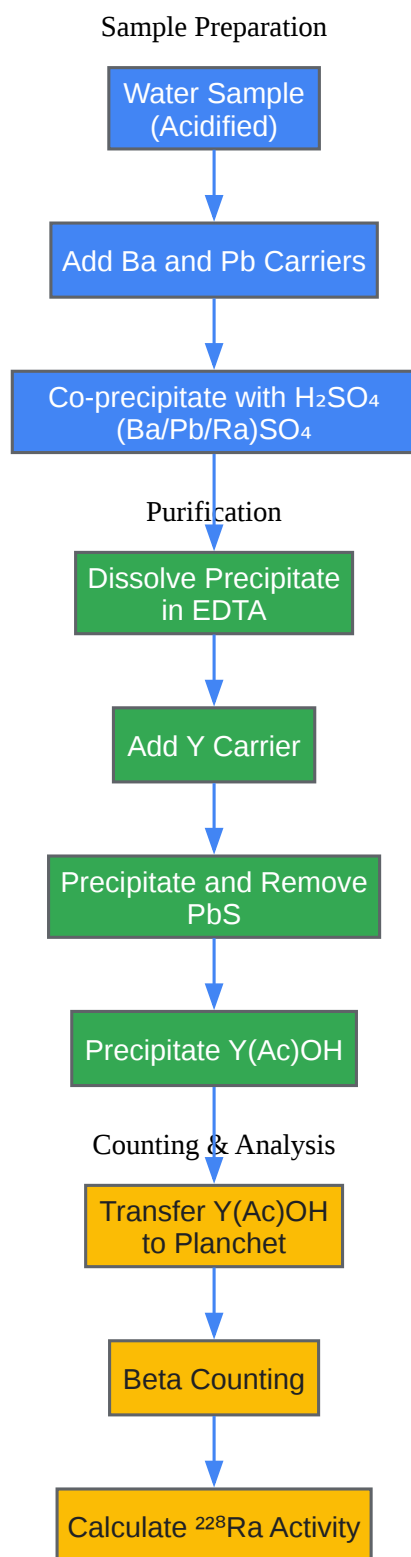 Sample Preparation
Water Sample
(Acidified)
Add Ba and Pb Carriers
Co-precipitate with H₂SO₄
(Ba/Pb/Ra)SO₄
Purification
Dissolve Precipitate
in EDTA
Add Y Carrier
Precipitate and Remove
PbS
Precipitate Y(Ac)OH
Counting & Analysis
Transfer Y(Ac)OH
to Planchet
Beta Counting
Calculate ²²⁸Ra Activity